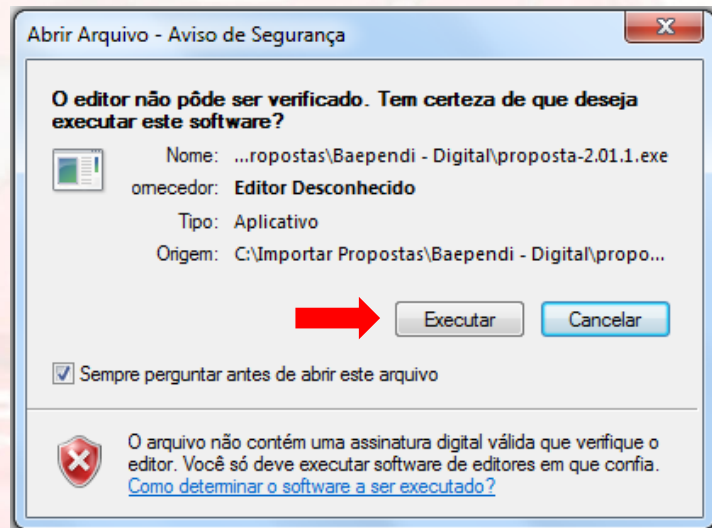 Abrir Arquivo - Aviso de Segurança
O editor não pôde ser verificado. Tem certeza de que deseja
executar este software?
Nome: ...ropostas\Baependi - Digital\proposta-2.01.1.exe
omecedor: Editor Desconhecido
Tipo: Aplicativo
Origem: C:\Importar Propostas\Baependi - Digital\propo...
Executar Cancelar
Sempre perguntar antes de abrir este arquivo
O arquivo não contém uma assinatura digital válida que verifique o
editor. Você só deve executar software de editores em que confia.
Como determinar o software a ser executado?